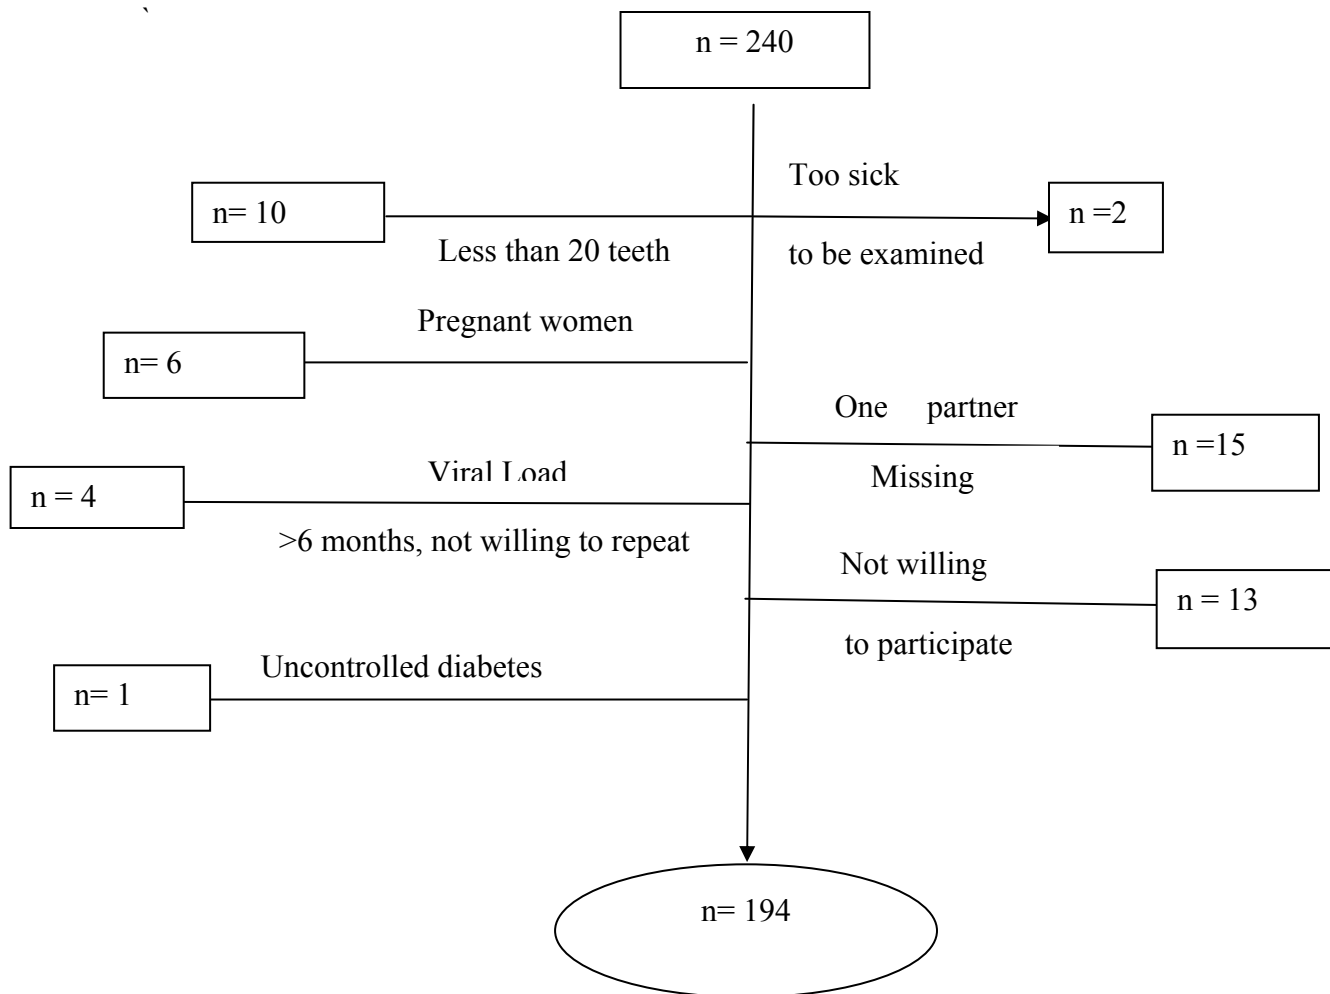 `
n = 240
Too sick
n= 10
n =2
Less than 20 teeth
to be examined
Pregnant women
n= 6
One partner
n =15
Viral Load
Missing
n = 4
>6 months, not willing to repeat
Not willing
n = 13
to participate
Uncontrolled diabetes
n= 1
n= 194